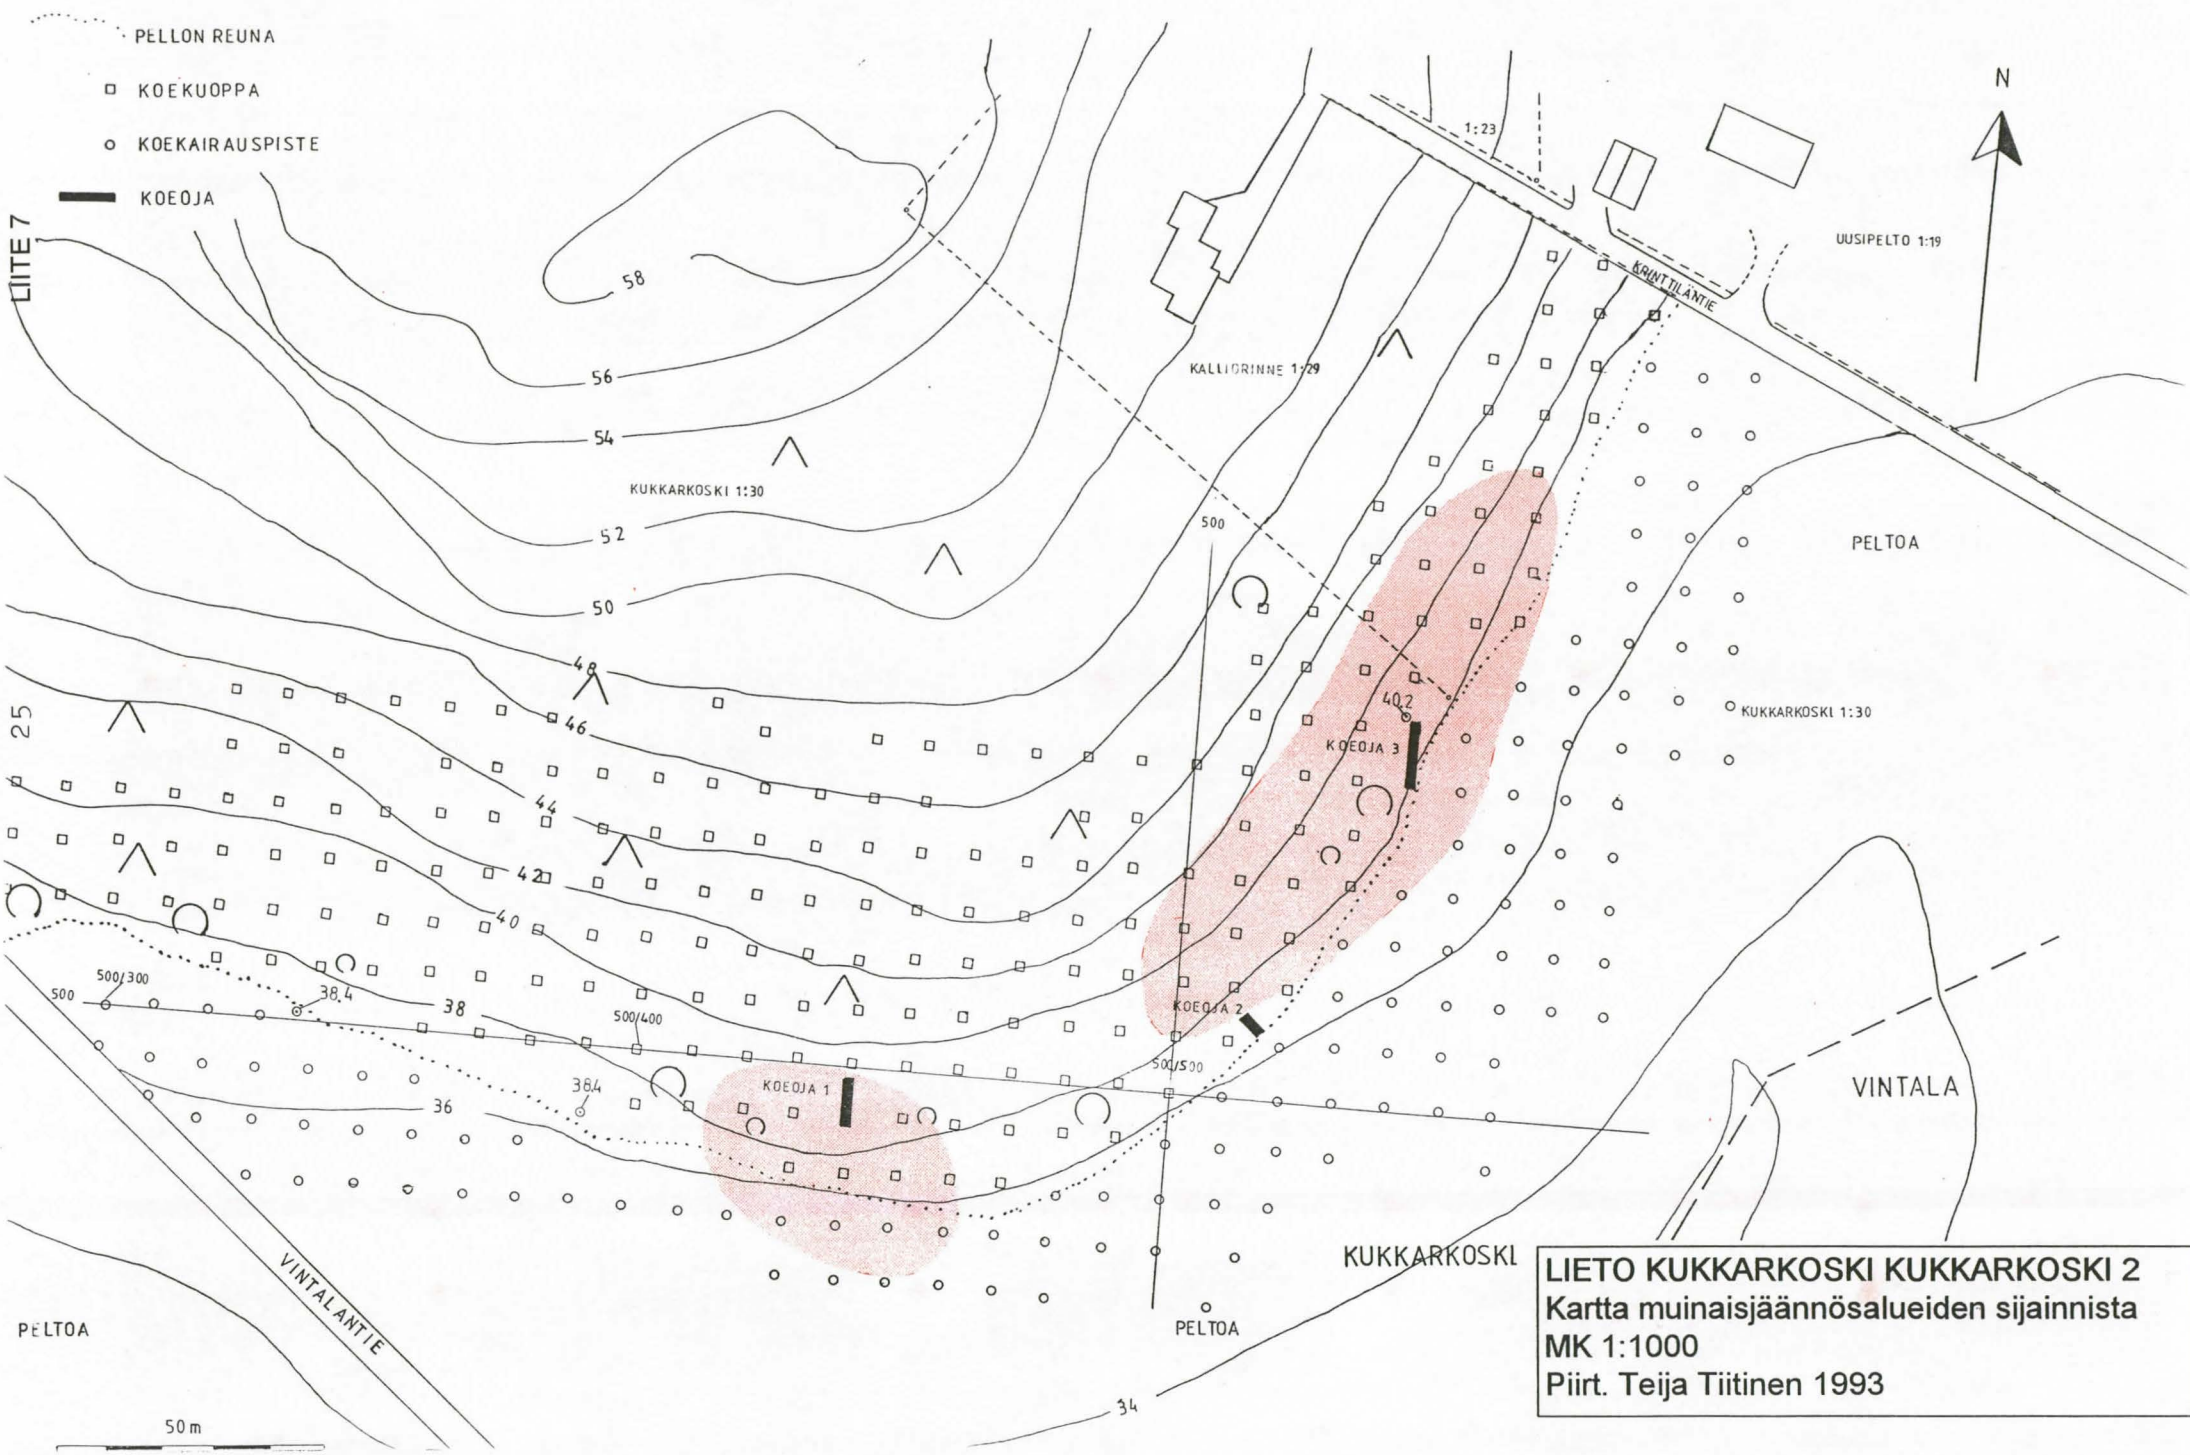 PELLON REUNA
KOEKUOPPA
KOEKAIRAUSPISTE
KOEOJA
LIITE 7
25
N
1:23
UUSIPELTO 1:19
KRINTTILÄNTIE
KALLIORINNE 1:29
58
56
54
KUKKARKOSKI 1:30
52
50
500
PELTOA
48
46
44
42
40
40.2
KOEOJA 3
KUKKARKOSKI 1:30
500/300
500
38.4
38
500/400
KOEOJA 2
500/500
KOEOJA 1
38.4
36
VINTALA
VINTALANTIE
PELTOA
50 m
KUKKARKOSKI
PELTOA
34
LIETO KUKKARKOSKI KUKKARKOSKI 2
Kartta muinaisjäännösalueiden sijainnista
MK 1:1000
Piirt. Teija Tiitinen 1993